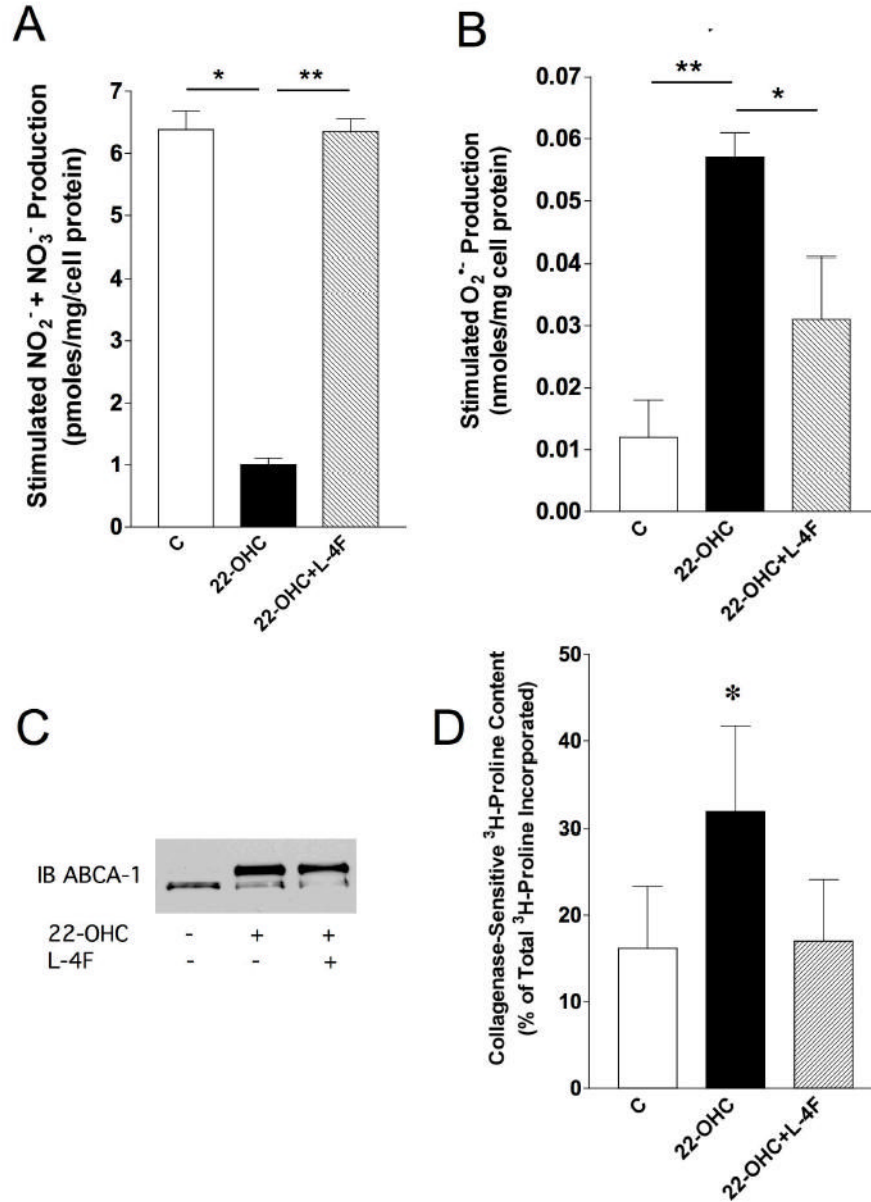 A
Stimulated NO₂⁻ + NO₃⁻ Production
(pmoles/mg/cell protein)
7
6
5
4
3
2
1
0
*
**
C
22-OHC
22-OHC+L-4F
B
Stimulated O₂•⁻ Production
(nmoles/mg cell protein)
0.07
0.06
0.05
0.04
0.03
0.02
0.01
0.00
**
*
C
22-OHC
22-OHC+L-4F
C
IB ABCA-1
22-OHC - + +
L-4F - - +
D
Collagenase-Sensitive ³H-Proline Content
(% of Total ³H-Proline Incorporated)
50
40
30
20
10
0
*
C
22-OHC
22-OHC+L-4F